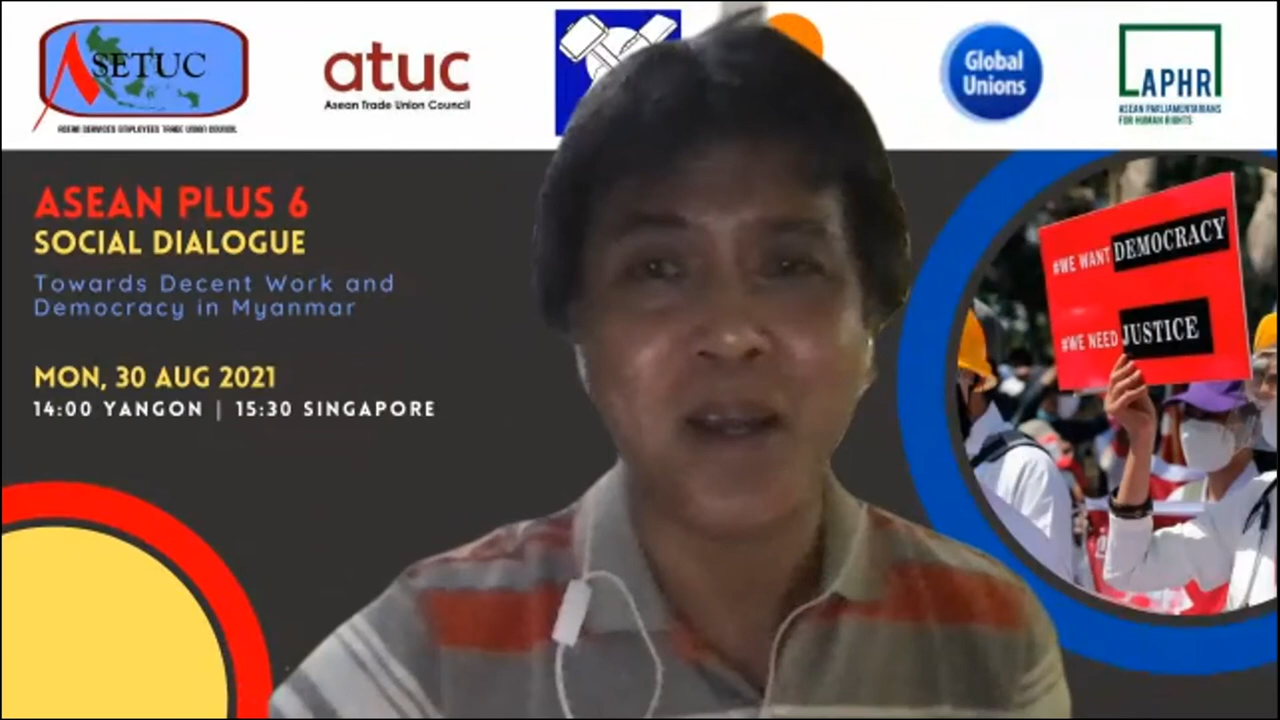 ASETUC
ASEAN SERVICES EMPLOYEES TRADE UNION COUNCIL
atuc
Asean Trade Union Council
Global
Unions
APHR
ASEAN PARLIAMENTARIANS
FOR HUMAN RIGHTS
ASEAN PLUS 6
SOCIAL DIALOGUE
Towards Decent Work and
Democracy in Myanmar
MON, 30 AUG 2021
14:00 YANGON | 15:30 SINGAPORE
#WE WANT DEMOCRACY
#WE NEED JUSTICE